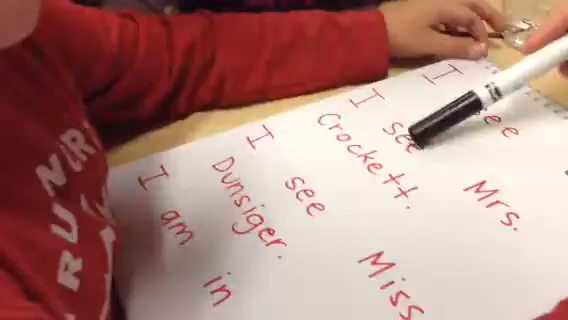 I
I see Mrs.
Crockett.
I see Miss
Dunsiger.
I am in